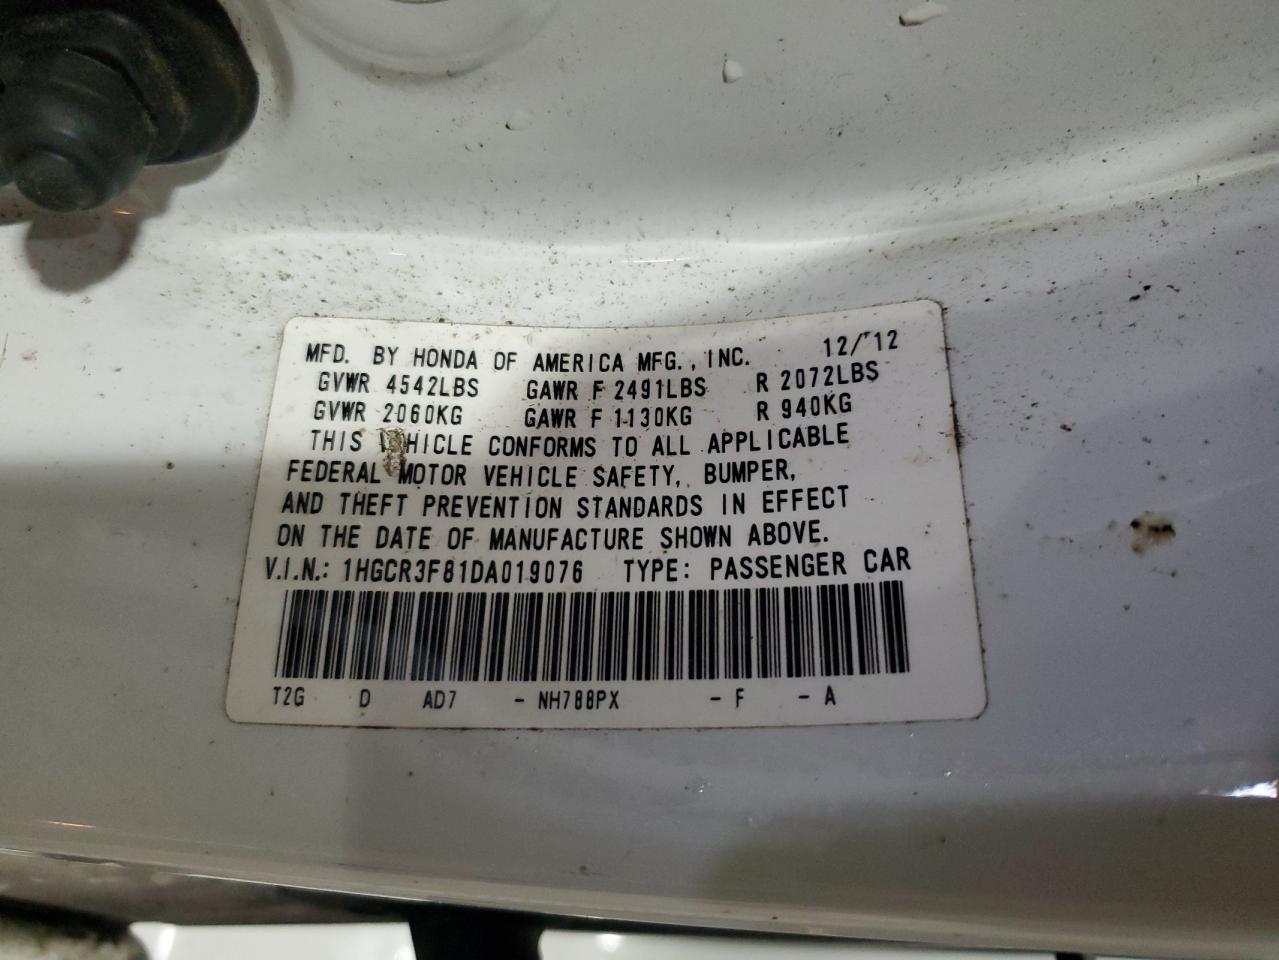 MFD. BY HONDA OF AMERICA MFG., INC. 12/12
GVWR 4542LBS GAWR F 2491LBS R 2072LBS
GVWR 2060KG GAWR F 1130KG R 940KG
THIS VEHICLE CONFORMS TO ALL APPLICABLE
FEDERAL MOTOR VEHICLE SAFETY, BUMPER,
AND THEFT PREVENTION STANDARDS IN EFFECT
ON THE DATE OF MANUFACTURE SHOWN ABOVE.
V.I.N.: 1HGCR3F81DA019076 TYPE: PASSENGER CAR
T2G D AD7 - NH788PX - F - A